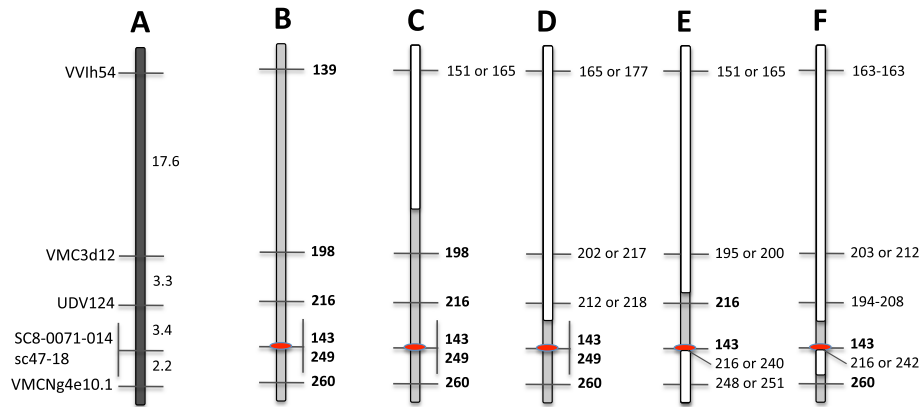 A B C D E F
VVIh54 139 151 or 165 165 or 177 151 or 165 163-163
17.6
VMC3d12 198 198 202 or 217 195 or 200 203 or 212
3.3
UDV124 216 216 212 or 218 216 194-208
3.4
SC8-0071-014 143 143 143 143 143
sc47-18 249 249 249 216 or 240 216 or 242
2.2
VMCNg4e10.1 260 260 260 248 or 251 260